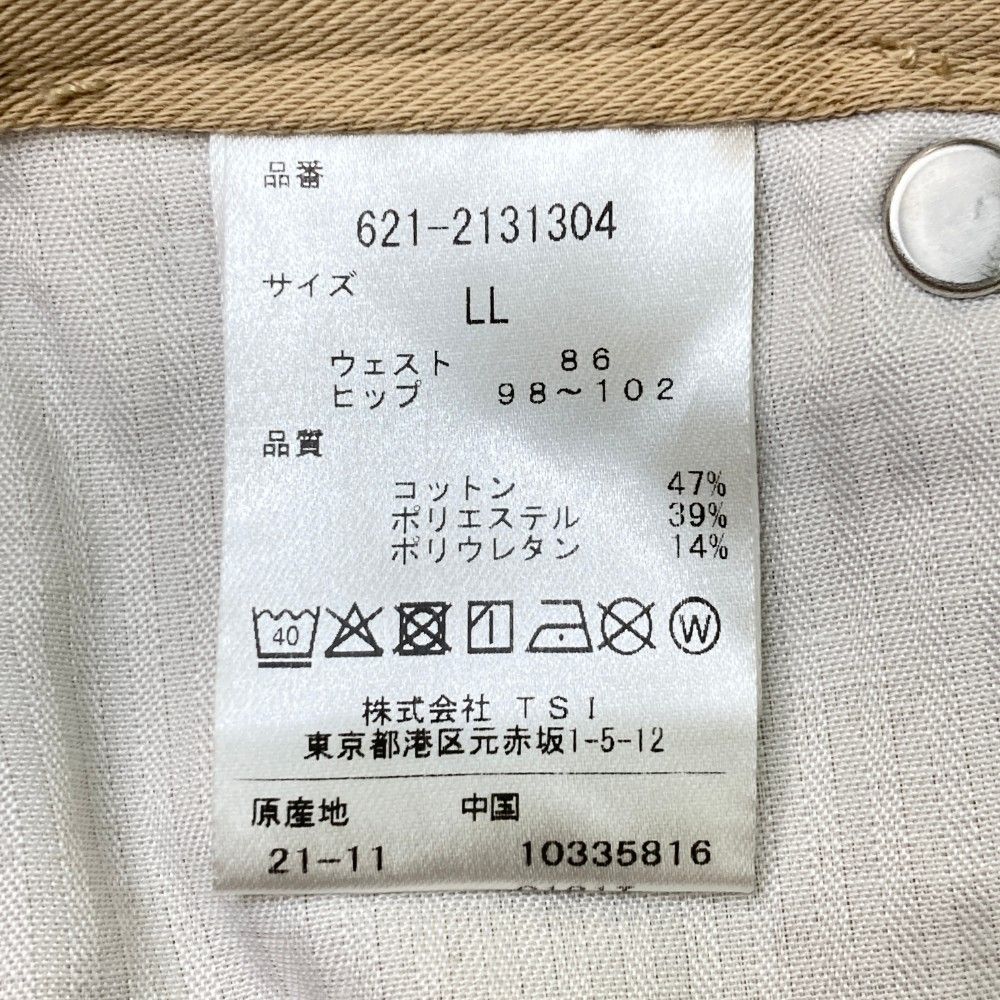 品番
621-2131304
サイズ
LL
ウェスト 86
ヒップ 98~102
品質
コットン 47%
ポリエステル 39%
ポリウレタン 14%
40 W
株式会社 TSI
東京都港区元赤坂1-5-12
原産地 中国
21-11 10335816